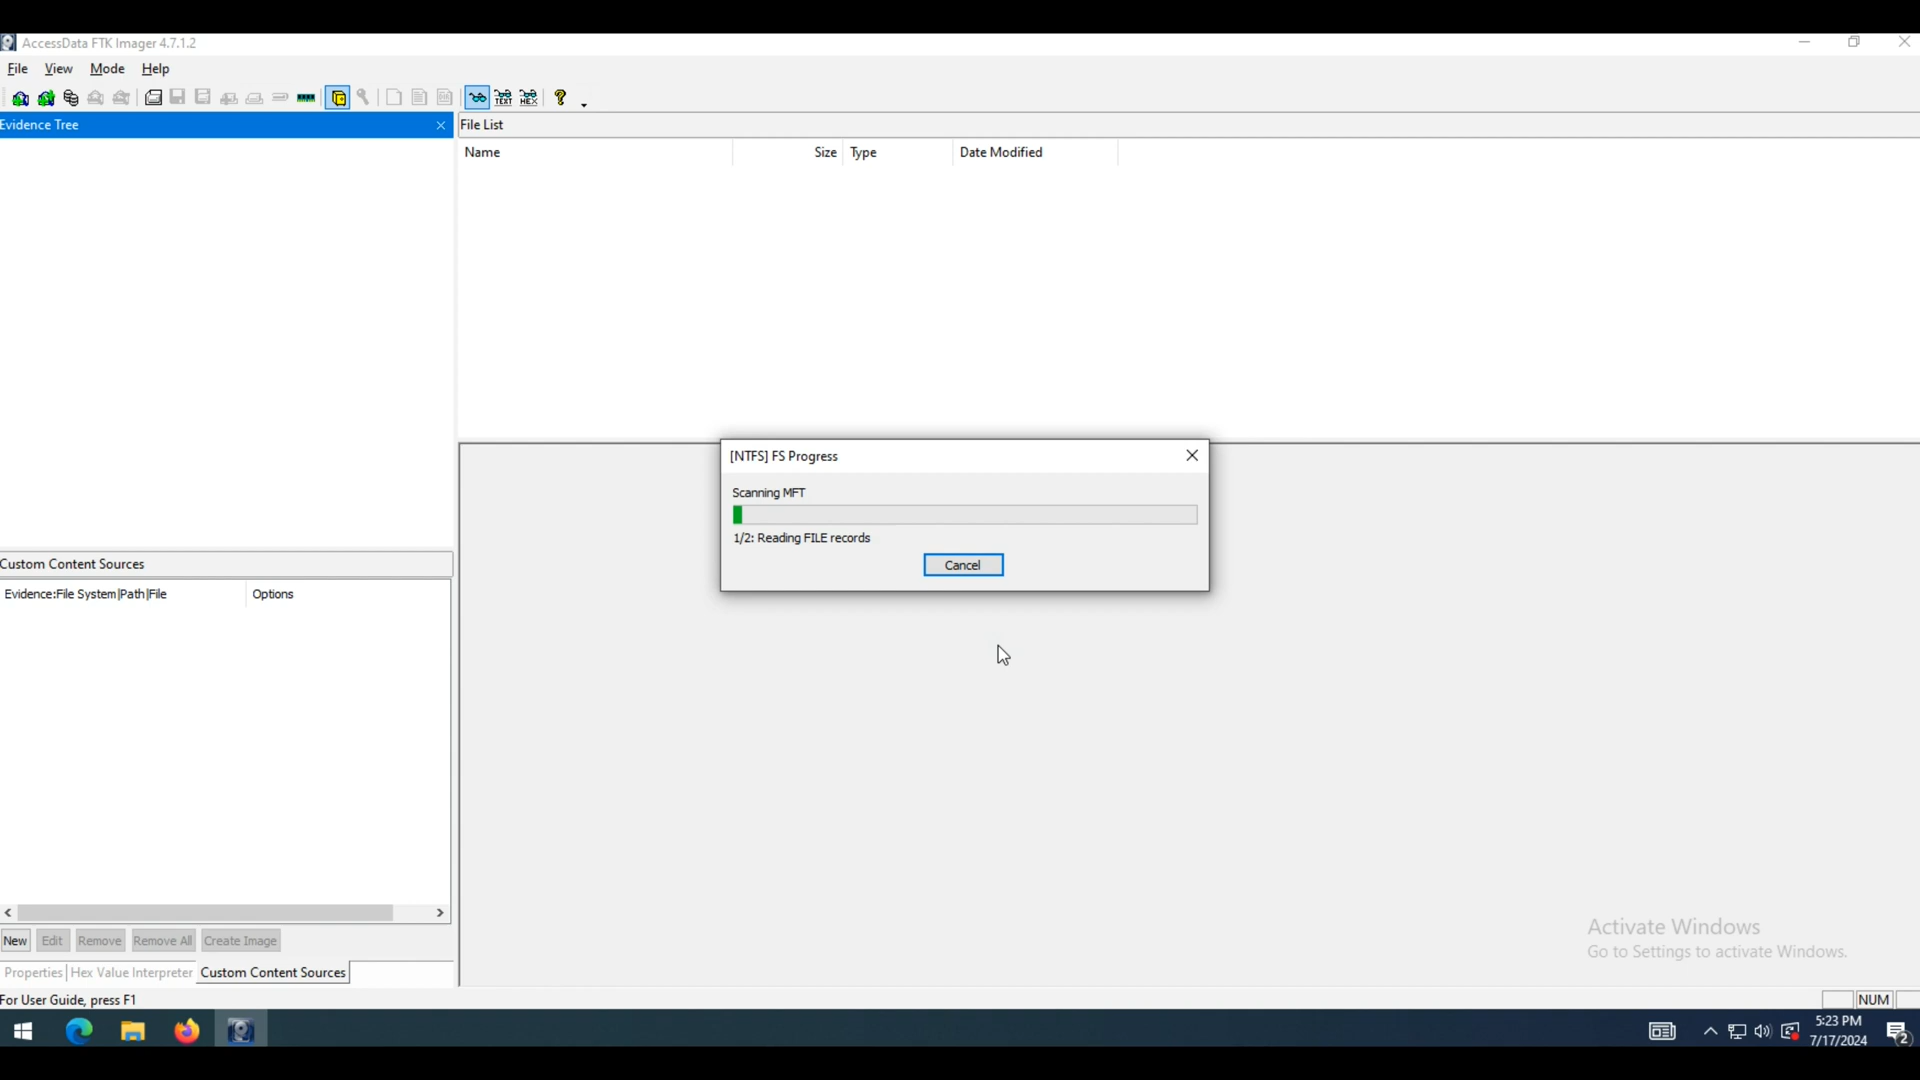 AccessData FTK Imager 4.7.1.2
File View Mode Help
TEXT HEX ?
Evidence Tree
File List
Name Size Type Date Modified
[NTFS] FS Progress
Scanning MFT
1/2: Reading FILE records
Cancel
Custom Content Sources
Evidence:File System|Path|File Options
New Edit Remove Remove All Create Image
Properties Hex Value Interpreter Custom Content Sources
Activate Windows
Go to Settings to activate Windows.
For User Guide, press F1
NUM
5:23 PM
7/17/2024
2